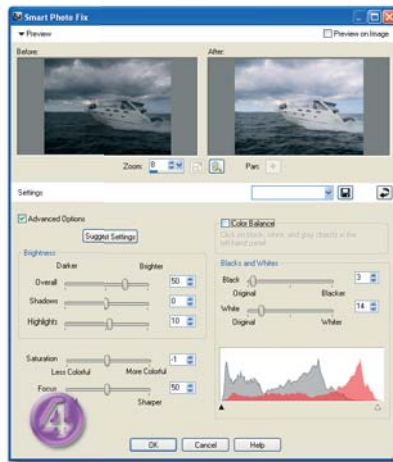 Smart Photo Fix
Preview
Preview on Image
Before:
After:
Zoom: 8
Pan:
Settings
Advanced Options
Suggest Settings
Color Balance
Click on black, white, and gray objects in the
left hand panel
Brightness
Darker Brighter
Overall 50
Shadows 0
Highlights 10
Blacks and Whites
Black 3
Original Blacker
White 14
Original Whiter
Saturation -1
Less Colorful More Colorful
Focus 50
Sharper
4
OK
Cancel
Help